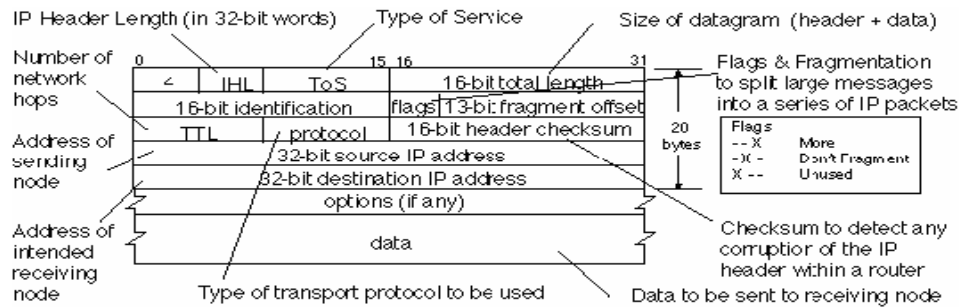 IP Header Length (in 32-bit words)
Type of Service
Size of datagram (header + data)
Number of
network
hops
0
15 16
31
Flags & Fragmentation
to split large messages
into a series of IP packets
4 IHL ToS 16-bit total length
16-bit identification flags 13-bit fragment offset
TTL protocol 16-bit header checksum
20
bytes
Flags
-- X More
-X - Don't Fragment
X -- Unused
Address of
sending
node
32-bit source IP address
32-bit destination IP address
options (if any)
data
Address of
intended
receiving
node
Checksum to detect any
corruption of the IP
header within a router
Type of transport protocol to be used
Data to be sent to receiving node